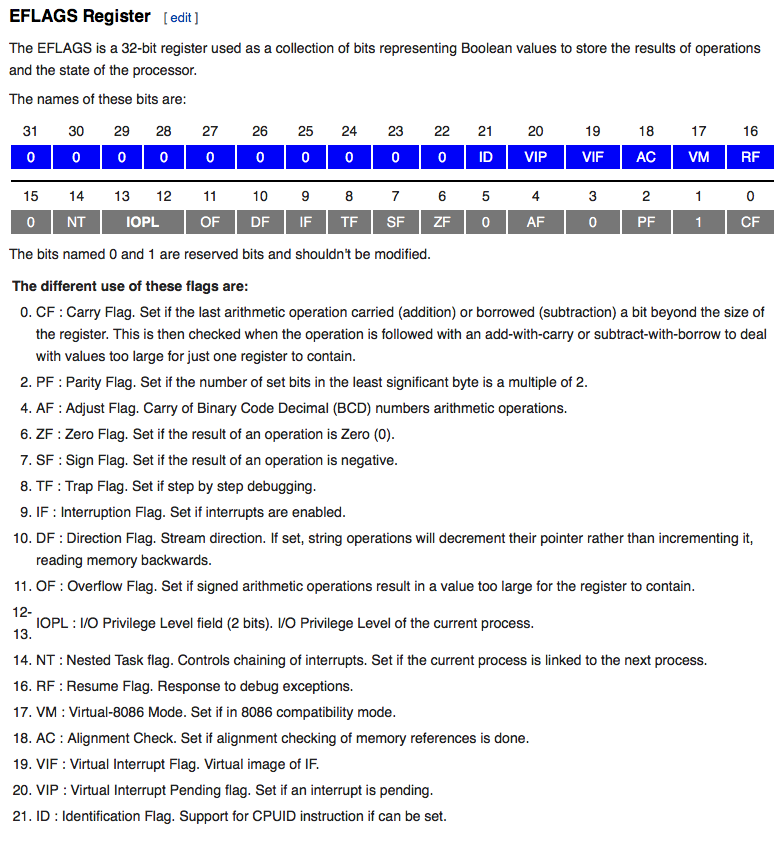 EFLAGS Register [ edit ]
The EFLAGS is a 32-bit register used as a collection of bits representing Boolean values to store the results of operations
and the state of the processor.
The names of these bits are:
31 30 29 28 27 26 25 24 23 22 21 20 19 18 17 16
0 0 0 0 0 0 0 0 0 0 ID VIP VIF AC VM RF
15 14 13 12 11 10 9 8 7 6 5 4 3 2 1 0
0 NT IOPL OF DF IF TF SF ZF 0 AF 0 PF 1 CF
The bits named 0 and 1 are reserved bits and shouldn't be modified.
The different use of these flags are:
0. CF : Carry Flag. Set if the last arithmetic operation carried (addition) or borrowed (subtraction) a bit beyond the size of
the register. This is then checked when the operation is followed with an add-with-carry or subtract-with-borrow to deal
with values too large for just one register to contain.
2. PF : Parity Flag. Set if the number of set bits in the least significant byte is a multiple of 2.
4. AF : Adjust Flag. Carry of Binary Code Decimal (BCD) numbers arithmetic operations.
6. ZF : Zero Flag. Set if the result of an operation is Zero (0).
7. SF : Sign Flag. Set if the result of an operation is negative.
8. TF : Trap Flag. Set if step by step debugging.
9. IF : Interruption Flag. Set if interrupts are enabled.
10. DF : Direction Flag. Stream direction. If set, string operations will decrement their pointer rather than incrementing it,
reading memory backwards.
11. OF : Overflow Flag. Set if signed arithmetic operations result in a value too large for the register to contain.
12-
13. IOPL : I/O Privilege Level field (2 bits). I/O Privilege Level of the current process.
14. NT : Nested Task flag. Controls chaining of interrupts. Set if the current process is linked to the next process.
16. RF : Resume Flag. Response to debug exceptions.
17. VM : Virtual-8086 Mode. Set if in 8086 compatibility mode.
18. AC : Alignment Check. Set if alignment checking of memory references is done.
19. VIF : Virtual Interrupt Flag. Virtual image of IF.
20. VIP : Virtual Interrupt Pending flag. Set if an interrupt is pending.
21. ID : Identification Flag. Support for CPUID instruction if can be set.